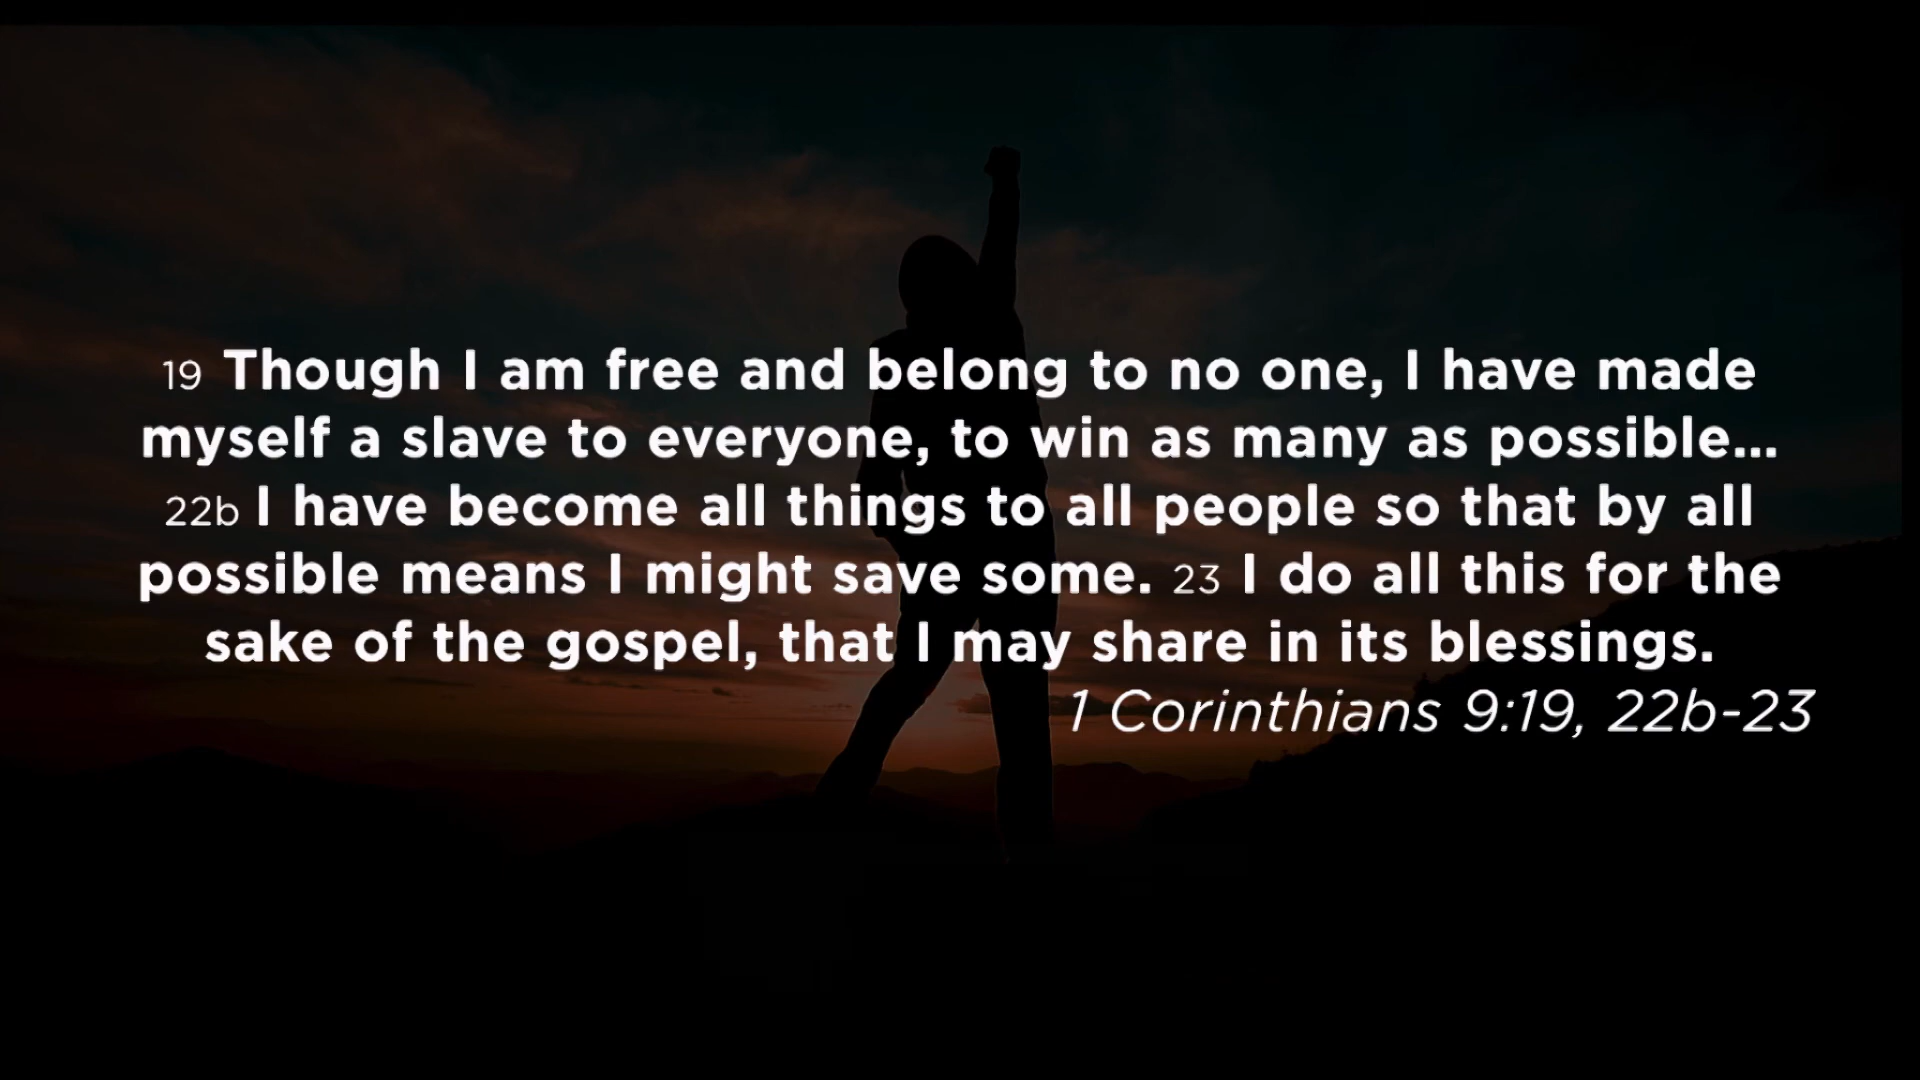 19 Though I am free and belong to no one, I have made
myself a slave to everyone, to win as many as possible...
22b I have become all things to all people so that by all
possible means I might save some. 23 I do all this for the
sake of the gospel, that I may share in its blessings.
1 Corinthians 9:19, 22b-23